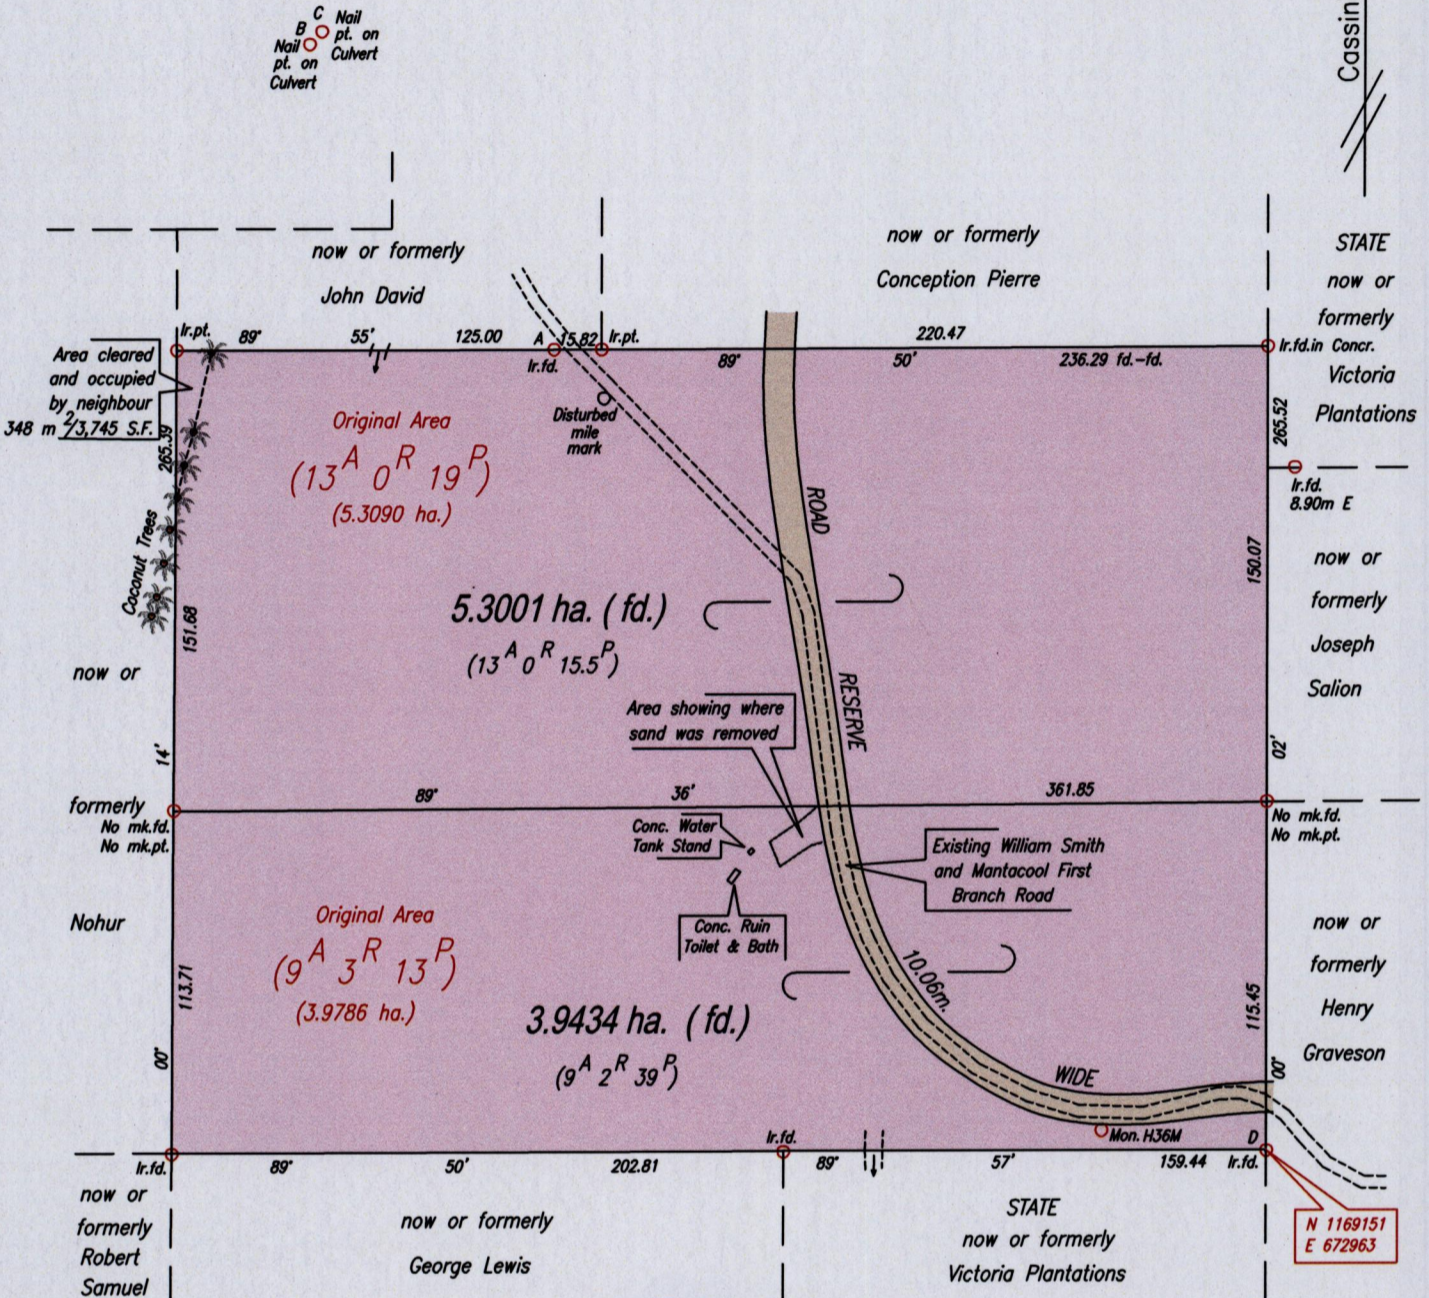 C Nail
pt. on
Culvert
B
Nail
pt. on
Culvert
Cassin
now or formerly
John David
now or formerly
Conception Pierre
STATE
now or
formerly
Victoria
Plantations
Ir.pt.
89° 55' 125.00 A 15.82 Ir.pt.
Ir.fd.
220.47
89° 50' 236.29 fd.-fd.
Ir.fd.in Concr.
Area cleared
and occupied
by neighbour
348 m²/3,745 S.F.
265.39
Coconut Trees
151.68
14'
Original Area
(13ᴬ 0ᴿ 19ᴾ)
(5.3090 ha.)
Disturbed
mile
mark
ROAD
265.52
Ir.fd.
8.90m E
150.07
now or
formerly
Joseph
Salion
5.3001 ha. (fd.)
(13ᴬ 0ᴿ 15.5ᴾ)
now or
formerly
Nohur
Area showing where
sand was removed
RESERVE
02'
89° 36' 361.85
No mk.fd.
No mk.pt.
No mk.fd.
No mk.pt.
Conc. Water
Tank Stand
Existing William Smith
and Mantacool First
Branch Road
Conc. Ruin
Toilet & Bath
Original Area
(9ᴬ 3ᴿ 13ᴾ)
(3.9786 ha.)
113.71
00°
3.9434 ha. (fd.)
(9ᴬ 2ᴿ 39ᴾ)
10.06m.
WIDE
now or
formerly
Henry
Graveson
115.45
00°
Mon. H36M
D
Ir.fd.
89° 50' 202.81
Ir.fd.
89° 57' 159.44 Ir.fd.
N 1169151
E 672963
now or
formerly
Robert
Samuel
now or formerly
George Lewis
STATE
now or formerly
Victoria Plantations